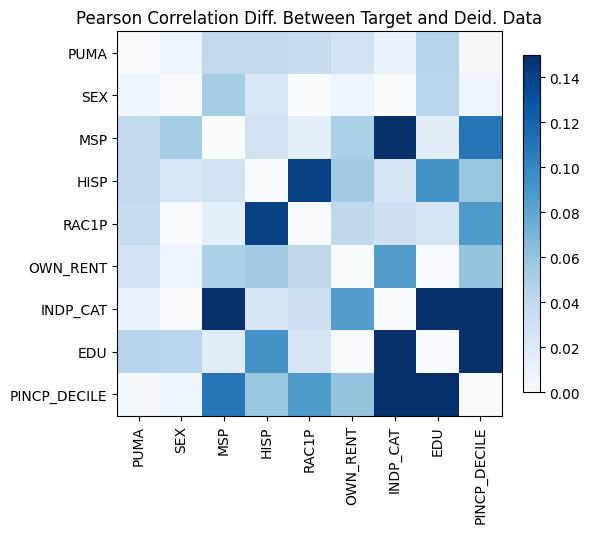 Pearson Correlation Diff. Between Target and Deid. Data
PUMA
SEX
MSP
HISP
RAC1P
OWN_RENT
INDP_CAT
EDU
PINCP_DECILE
PUMA
SEX
MSP
HISP
RAC1P
OWN_RENT
INDP_CAT
EDU
PINCP_DECILE
0.14
0.12
0.10
0.08
0.06
0.04
0.02
0.00